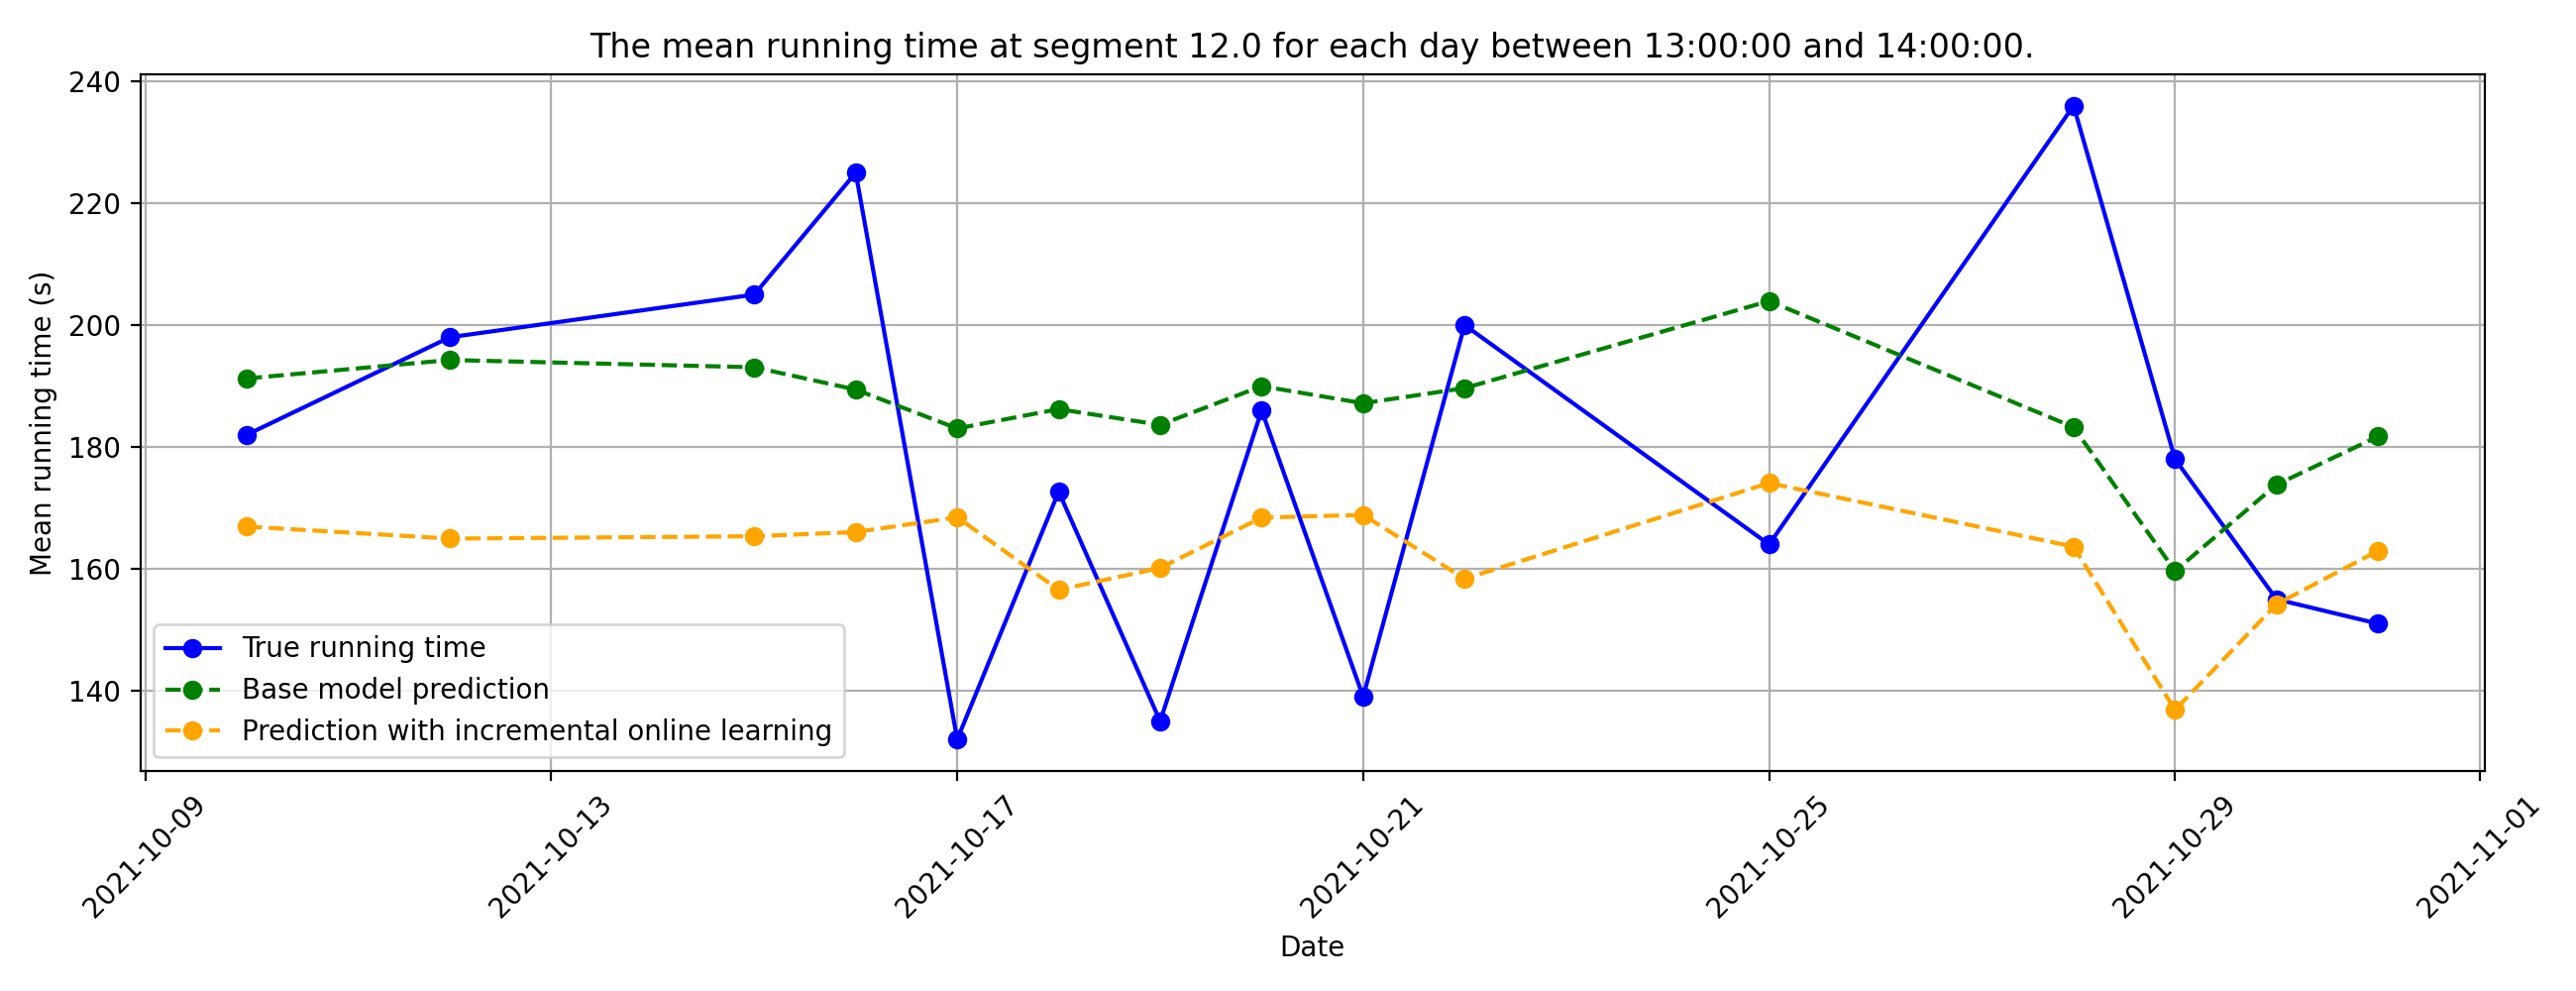 The mean running time at segment 12.0 for each day between 13:00:00 and 14:00:00.
Mean running time (s)
240
220
200
180
160
140
True running time
Base model prediction
Prediction with incremental online learning
2021-10-09
2021-10-13
2021-10-17
2021-10-21
2021-10-25
2021-10-29
2021-11-01
Date